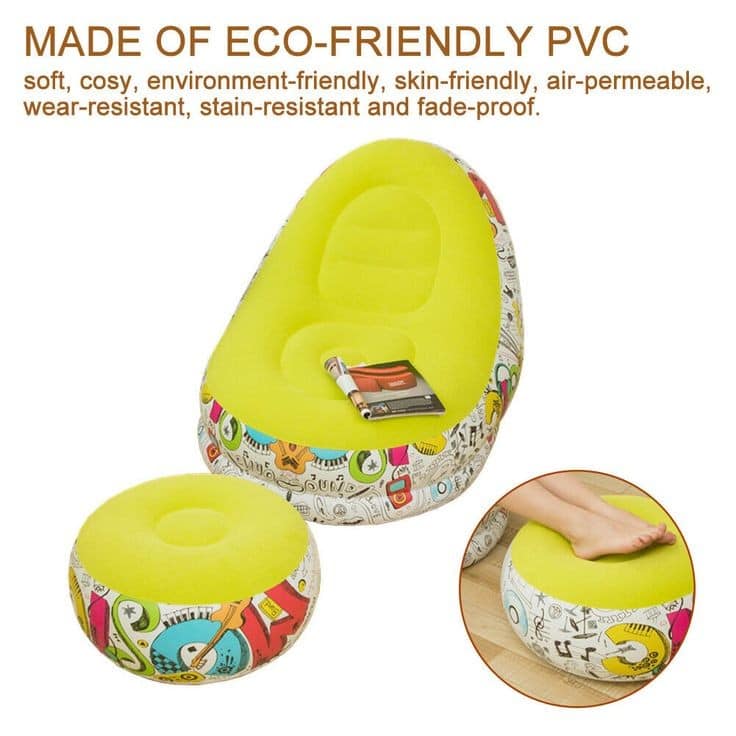 MADE OF ECO-FRIENDLY PVC
soft, cosy, environment-friendly, skin-friendly, air-permeable,
wear-resistant, stain-resistant and fade-proof.